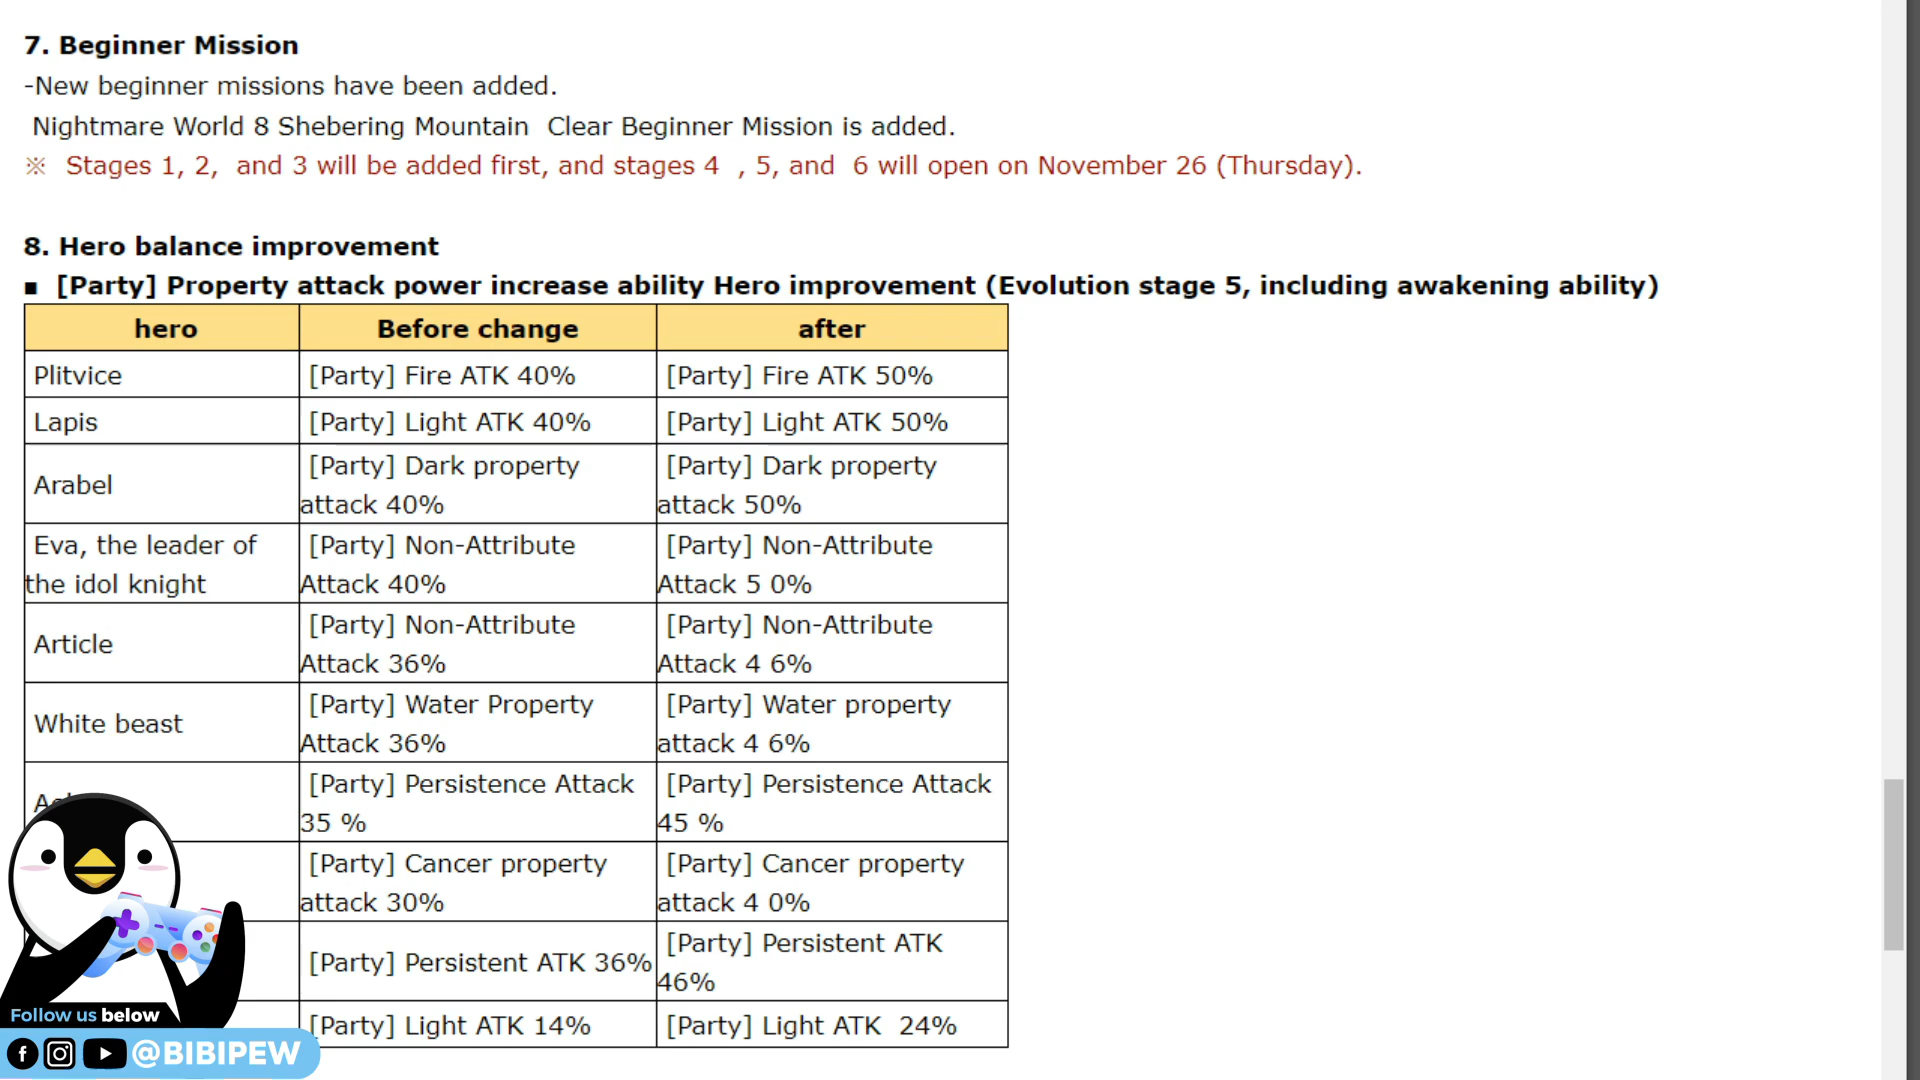 7. Beginner Mission
-New beginner missions have been added.
Nightmare World 8 Shebering Mountain  Clear Beginner Mission is added.
※  Stages 1, 2,  and 3 will be added first, and stages 4  , 5, and  6 will open on November 26 (Thursday).
8. Hero balance improvement
▪ [Party] Property attack power increase ability Hero improvement (Evolution stage 5, including awakening ability)
hero Before change after
Plitvice [Party] Fire ATK 40% [Party] Fire ATK 50%
Lapis [Party] Light ATK 40% [Party] Light ATK 50%
Arabel [Party] Dark property attack 40% [Party] Dark property attack 50%
Eva, the leader of the idol knight [Party] Non-Attribute Attack 40% [Party] Non-Attribute Attack 5 0%
Article [Party] Non-Attribute Attack 36% [Party] Non-Attribute Attack 4 6%
White beast [Party] Water Property Attack 36% [Party] Water property attack 4 6%
[Party] Persistence Attack 35 % [Party] Persistence Attack 45 %
[Party] Cancer property attack 30% [Party] Cancer property attack 4 0%
[Party] Persistent ATK 36% [Party] Persistent ATK 46%
[Party] Light ATK 14% [Party] Light ATK  24%
Follow us below
@BIBIPEW